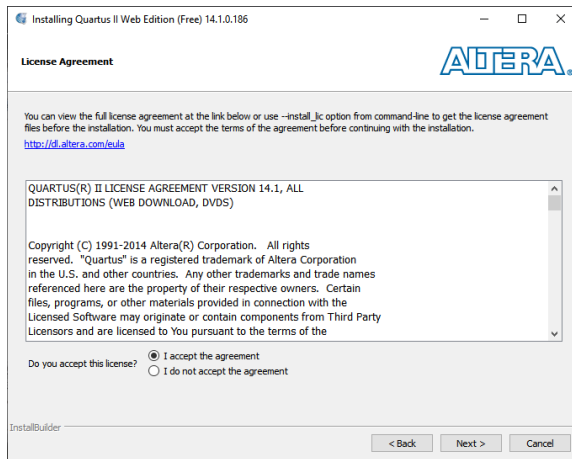 Installing Quartus II Web Edition (Free) 14.1.0.186
License Agreement
ALTERA®
You can view the full license agreement at the link below or use --install_lic option from command-line to get the license agreement
files before the installation. You must accept the terms of the agreement before continuing with the installation.
http://dl.altera.com/eula
QUARTUS(R) II LICENSE AGREEMENT VERSION 14.1, ALL
DISTRIBUTIONS (WEB DOWNLOAD, DVDS)
Copyright (C) 1991-2014 Altera(R) Corporation. All rights
reserved. "Quartus" is a registered trademark of Altera Corporation
in the U.S. and other countries. Any other trademarks and trade names
referenced here are the property of their respective owners. Certain
files, programs, or other materials provided in connection with the
Licensed Software may originate or contain components from Third Party
Licensors and are licensed to You pursuant to the terms of the
Do you accept this license?
I accept the agreement
I do not accept the agreement
InstallBuilder
< Back
Next >
Cancel